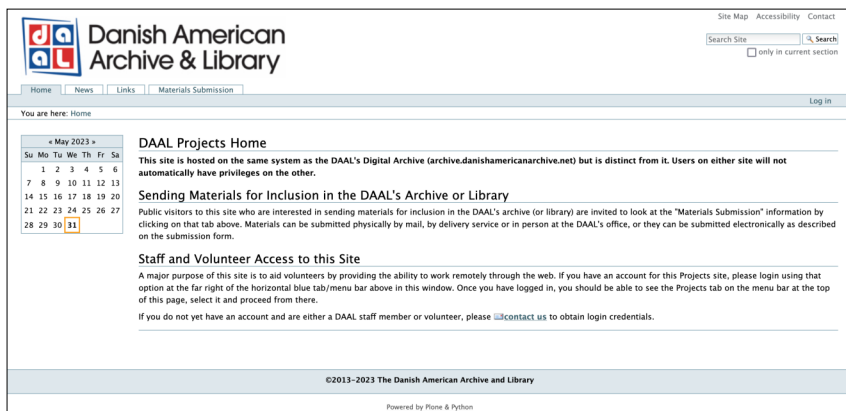 Site Map Accessibility Contact
da
aL
Danish American
Archive & Library
Search Site Search
only in current section
Home News Links Materials Submission
Log in
You are here: Home
« May 2023 »
Su Mo Tu We Th Fr Sa
1 2 3 4 5 6
7 8 9 10 11 12 13
14 15 16 17 18 19 20
21 22 23 24 25 26 27
28 29 30 31
DAAL Projects Home
This site is hosted on the same system as the DAAL's Digital Archive (archive.danishamericanarchive.net) but is distinct from it. Users on either site will not
automatically have privileges on the other.
Sending Materials for Inclusion in the DAAL's Archive or Library
Public visitors to this site who are interested in sending materials for inclusion in the DAAL's archive (or library) are invited to look at the "Materials Submission" information by
clicking on that tab above. Materials can be submitted physically by mail, by delivery service or in person at the DAAL's office, or they can be submitted electronically as described
on the submission form.
Staff and Volunteer Access to this Site
A major purpose of this site is to aid volunteers by providing the ability to work remotely through the web. If you have an account for this Projects site, please login using that
option at the far right of the horizontal blue tab/menu bar above in this window. Once you have logged in, you should be able to see the Projects tab on the menu bar at the top
of this page, select it and proceed from there.
If you do not yet have an account and are either a DAAL staff member or volunteer, please contact us to obtain login credentials.
©2013-2023 The Danish American Archive and Library
Powered by Plone & Python